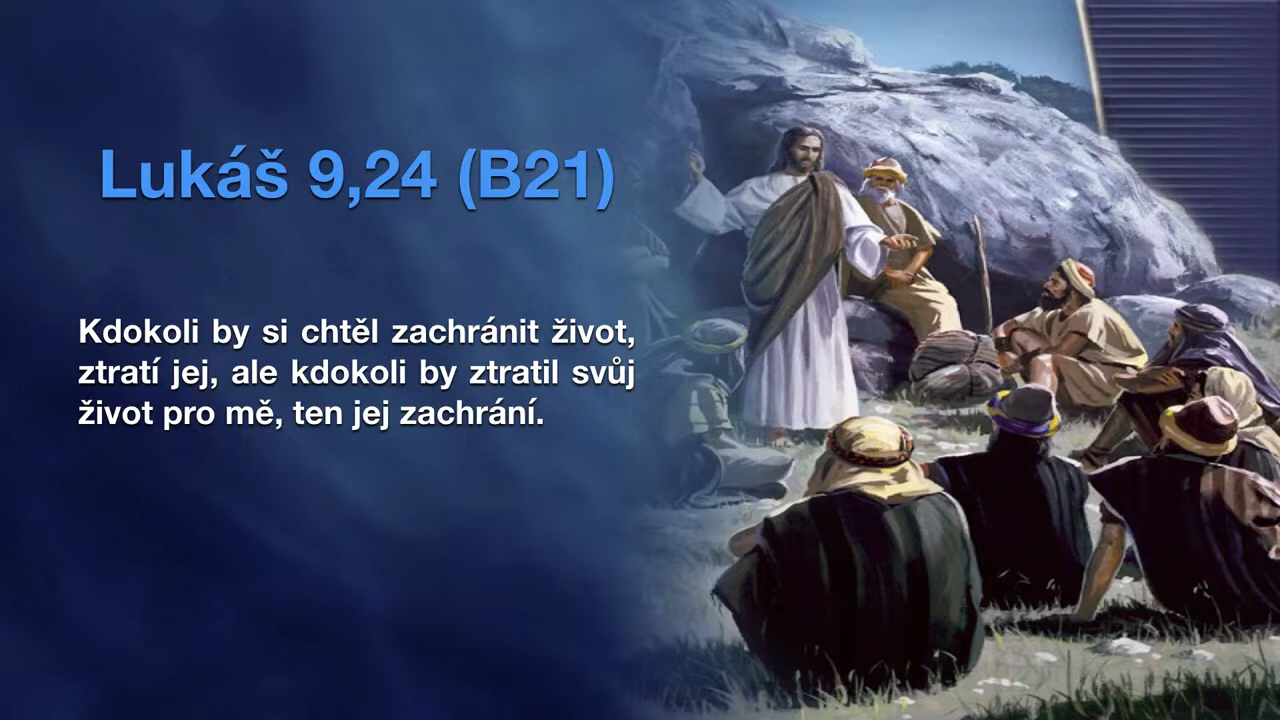 Lukáš 9,24 (B21)
Kdokoli by si chtěl zachránit život,
ztratí jej, ale kdokoli by ztratil svůj
život pro mě, ten jej zachrání.